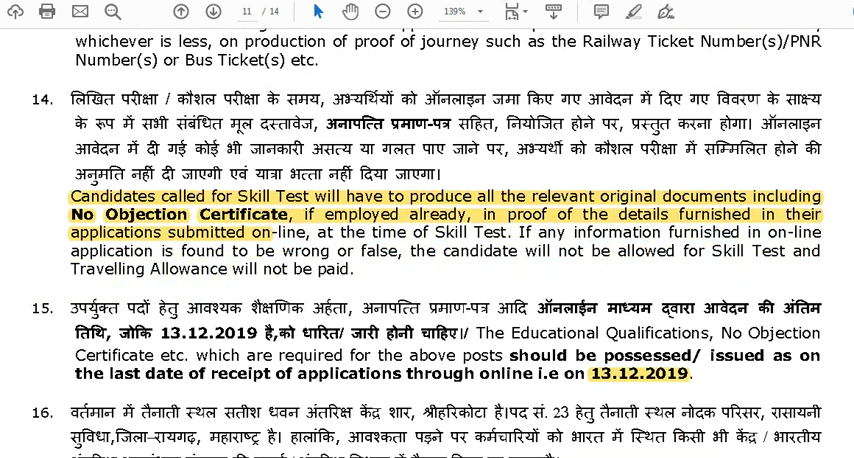 11 / 14
139%
whichever is less, on production of proof of journey such as the Railway Ticket Number(s)/PNR
Number(s) or Bus Ticket(s) etc.
14. लिखित परीक्षा / कौशल परीक्षा के समय, अभ्यर्थियों को ऑनलाइन जमा किए गए आवेदन में दिए गए विवरण के साक्ष्य
के रूप में सभी संबंधित मूल दस्तावेज, अनापत्ति प्रमाण-पत्र सहित, नियोजित होने पर, प्रस्तुत करना होगा। ऑनलाइन
आवेदन में दी गई कोई भी जानकारी असत्य या गलत पाए जाने पर, अभ्यर्थी को कौशल परीक्षा में सम्मिलित होने की
अनुमति नहीं दी जाएगी एवं यात्रा भत्ता नहीं दिया जाएगा।
Candidates called for Skill Test will have to produce all the relevant original documents including
No Objection Certificate, if employed already, in proof of the details furnished in their
applications submitted on-line, at the time of Skill Test. If any information furnished in on-line
application is found to be wrong or false, the candidate will not be allowed for Skill Test and
Travelling Allowance will not be paid.
15. उपर्युक्त पदों हेतु आवश्यक शैक्षणिक अर्हता, अनापत्ति प्रमाण-पत्र आदि ऑनलाईन माध्यम द्वारा आवेदन की अंतिम
तिथि, जोकि 13.12.2019 है,को धारित/ जारी होनी चाहिए।/ The Educational Qualifications, No Objection
Certificate etc. which are required for the above posts should be possessed/ issued as on
the last date of receipt of applications through online i.e on 13.12.2019.
16. वर्तमान में तैनाती स्थल सतीश धवन अंतरिक्ष केंद्र शार, श्रीहरिकोटा है।पद सं. 23 हेतु तैनाती स्थल नोदक परिसर, रासायनी
सुविधा,जिला–रायगढ़, महाराष्ट्र है। हालांकि, आवश्कता पड़ने पर कर्मचारियों को भारत में स्थित किसी भी केंद्र / भारतीय